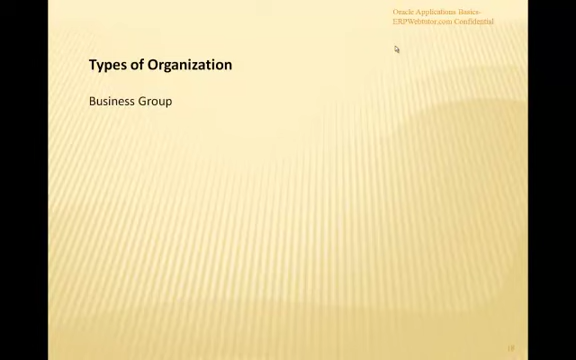 Oracle Applications Basics-
ERPWebtutor.com Confidential
Types of Organization
Business Group